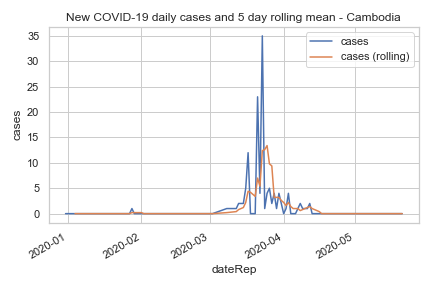 New COVID-19 daily cases and 5 day rolling mean - Cambodia
cases
cases (rolling)
35
30
25
20
15
10
5
0
cases
2020-01
2020-02
2020-03
2020-04
2020-05
dateRep